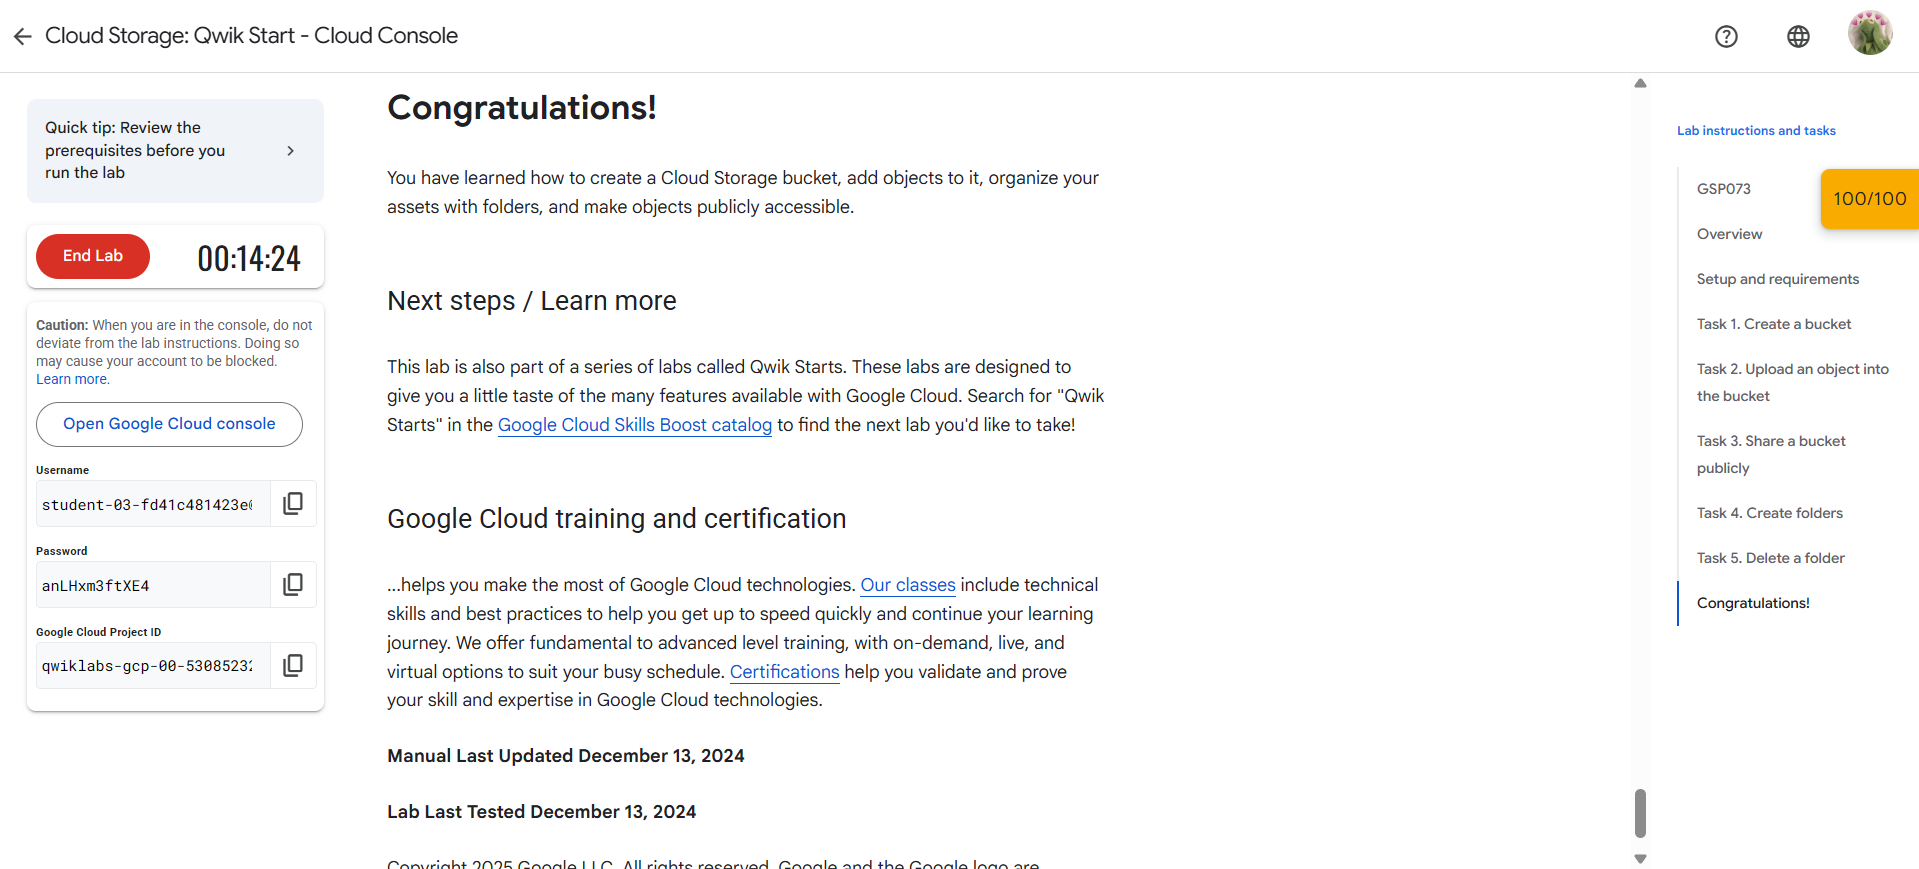 Cloud Storage: Qwik Start - Cloud Console
Quick tip: Review the
prerequisites before you
run the lab
End Lab
00:14:24
Caution: When you are in the console, do not
deviate from the lab instructions. Doing so
may cause your account to be blocked.
Learn more.
Open Google Cloud console
Username
student-03-fd41c481423e
Password
anLHxm3ftXE4
Google Cloud Project ID
qwiklabs-gcp-00-5308523
Congratulations!
You have learned how to create a Cloud Storage bucket, add objects to it, organize your
assets with folders, and make objects publicly accessible.
Next steps / Learn more
This lab is also part of a series of labs called Qwik Starts. These labs are designed to
give you a little taste of the many features available with Google Cloud. Search for "Qwik
Starts" in the Google Cloud Skills Boost catalog to find the next lab you'd like to take!
Google Cloud training and certification
...helps you make the most of Google Cloud technologies. Our classes include technical
skills and best practices to help you get up to speed quickly and continue your learning
journey. We offer fundamental to advanced level training, with on-demand, live, and
virtual options to suit your busy schedule. Certifications help you validate and prove
your skill and expertise in Google Cloud technologies.
Manual Last Updated December 13, 2024
Lab Last Tested December 13, 2024
Copyright 2025 Google LLC. All rights reserved. Google and the Google logo are
Lab instructions and tasks
GSP073
100/100
Overview
Setup and requirements
Task 1. Create a bucket
Task 2. Upload an object into
the bucket
Task 3. Share a bucket
publicly
Task 4. Create folders
Task 5. Delete a folder
Congratulations!